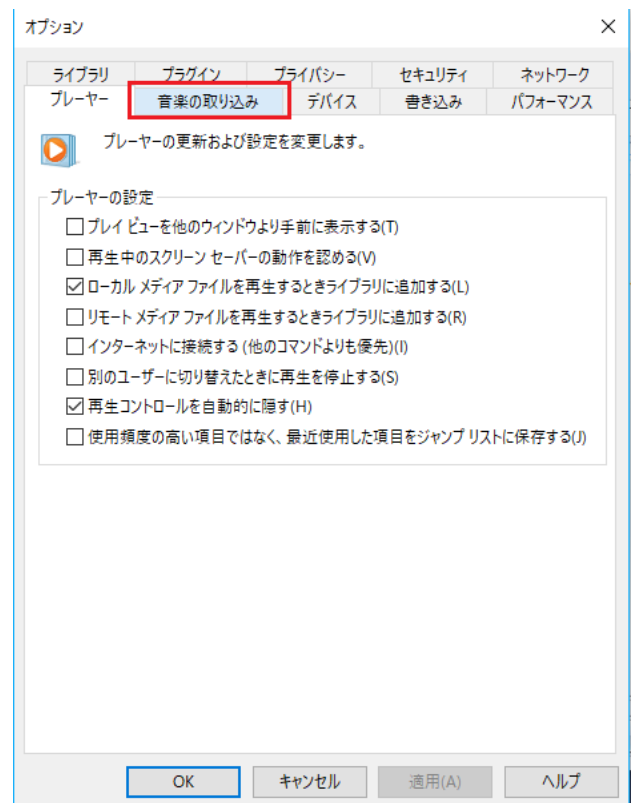 オプション
ライブラリ プラグイン プライバシー セキュリティ ネットワーク
プレーヤー 音楽の取り込み デバイス 書き込み パフォーマンス
プレーヤーの更新および設定を変更します。
プレーヤーの設定
プレイ ビューを他のウィンドウより手前に表示する(T)
再生中のスクリーン セーバーの動作を認める(V)
ローカル メディア ファイルを再生するときライブラリに追加する(L)
リモート メディア ファイルを再生するときライブラリに追加する(R)
インターネットに接続する (他のコマンドよりも優先)(I)
別のユーザーに切り替えたときに再生を停止する(S)
再生コントロールを自動的に隠す(H)
使用頻度の高い項目ではなく、最近使用した項目をジャンプ リストに保存する(J)
OK キャンセル 適用(A) ヘルプ